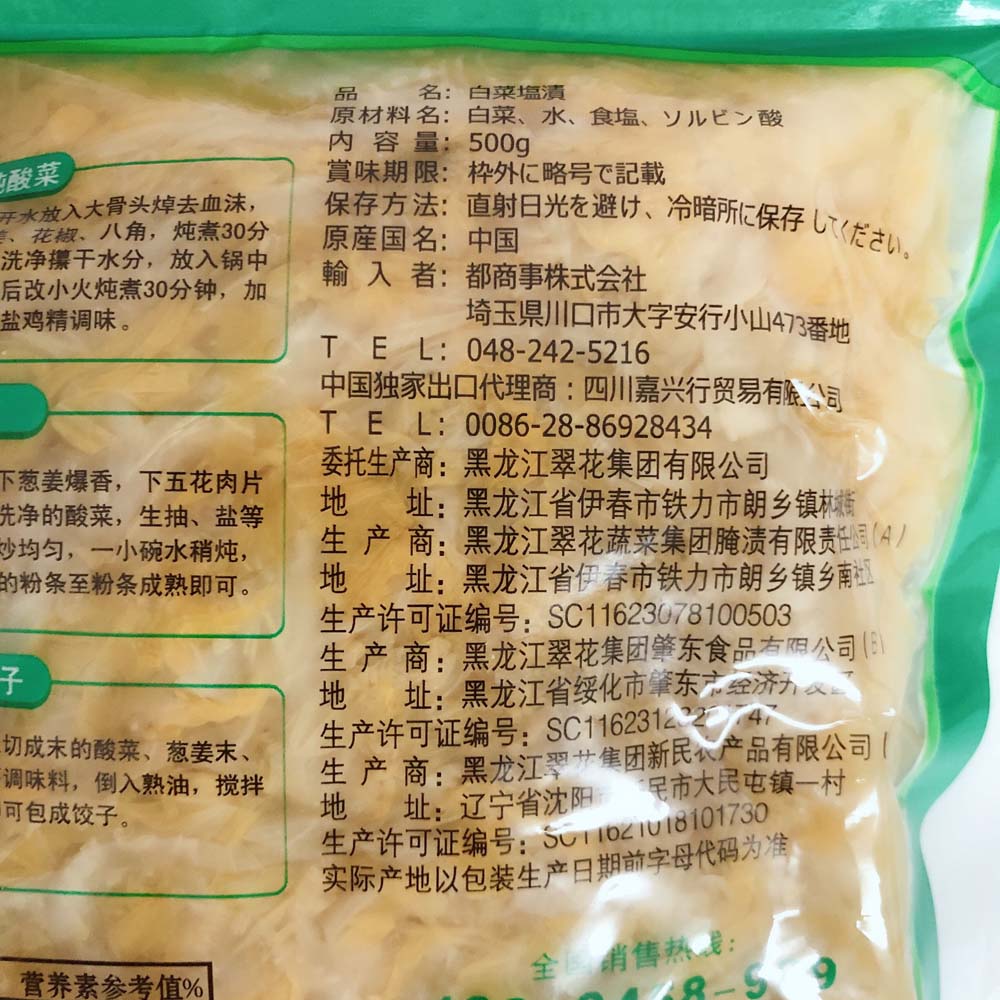 炖酸菜
开水放入大骨头焯去血沫，
、花椒、八角，炖煮30分
洗净攥干水分，放入锅中
后改小火炖煮30分钟，加
盐鸡精调味。
下葱姜爆香，下五花肉片
洗净的酸菜，生抽、盐等
炒均匀，一小碗水稍炖，
的粉条至粉条成熟即可。
子
切成末的酸菜、葱姜末、
调味料，倒入熟油，搅拌
可包成饺子。
营养素参考值%
品 名：白菜塩漬
原材料名：白菜、水、食塩、ソルビン酸
内容量：500g
賞味期限：枠外に略号で記載
保存方法：直射日光を避け、冷暗所に保存してください。
原産国名：中国
輸入者：都商事株式会社
埼玉県川口市大字安行小山473番地
TEL：048-242-5216
中国独家出口代理商：四川嘉兴行贸易有限公司
TEL：0086-28-86928434
委托生产商：黑龙江翠花集团有限公司
地 址：黑龙江省伊春市铁力市朗乡镇林城街
生产商：黑龙江翠花蔬菜集团腌渍有限责任公司（A）
地 址：黑龙江省伊春市铁力市朗乡镇乡南社区
生产许可证编号：SC11623078100503
生产商：黑龙江翠花集团肇东食品有限公司（B）
地 址：黑龙江省绥化市肇东市经济开发区
生产许可证编号：
生产商：黑龙江翠花集团新民农产品有限公司（
地 址：辽宁省沈阳 民市大民屯镇一村
生产许可证编号：SC11621018101730
实际产地以包装生产日期前字母代码为准
全国销售热线：